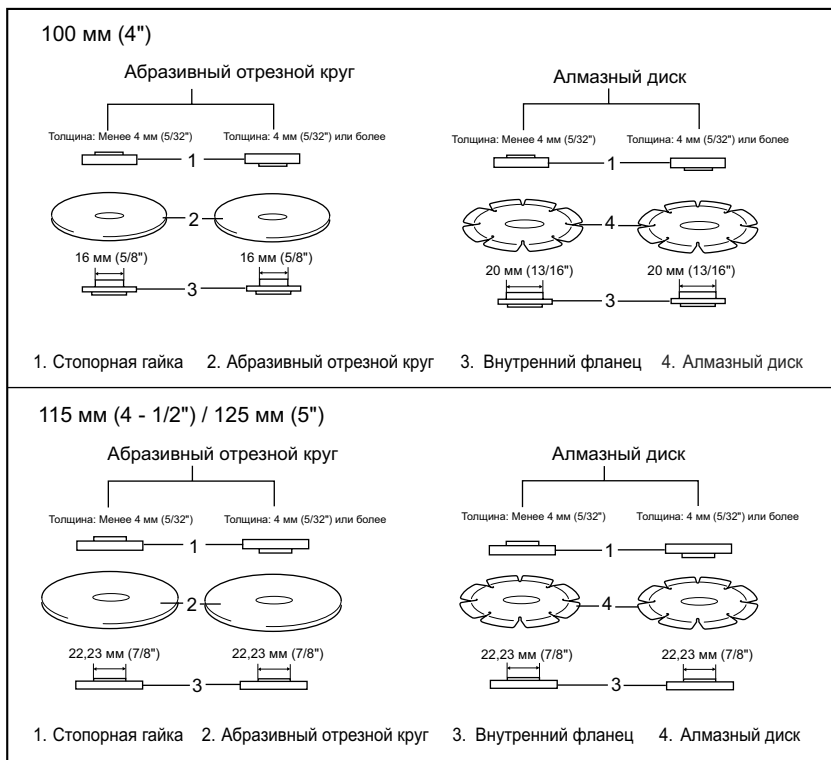 100 мм (4")
Абразивный отрезной круг
Алмазный диск
Толщина: Менее 4 мм (5/32")
Толщина: 4 мм (5/32") или более
Толщина: Менее 4 мм (5/32")
Толщина: 4 мм (5/32") или более
1
1
2
4
16 мм (5/8")
16 мм (5/8")
20 мм (13/16")
20 мм (13/16")
3
3
1. Стопорная гайка 2. Абразивный отрезной круг 3. Внутренний фланец 4. Алмазный диск
115 мм (4 - 1/2") / 125 мм (5")
Абразивный отрезной круг
Алмазный диск
Толщина: Менее 4 мм (5/32")
Толщина: 4 мм (5/32") или более
Толщина: Менее 4 мм (5/32")
Толщина: 4 мм (5/32") или более
1
1
2
4
22,23 мм (7/8")
22,23 мм (7/8")
22,23 мм (7/8")
22,23 мм (7/8")
3
3
1. Стопорная гайка 2. Абразивный отрезной круг 3. Внутренний фланец 4. Алмазный диск